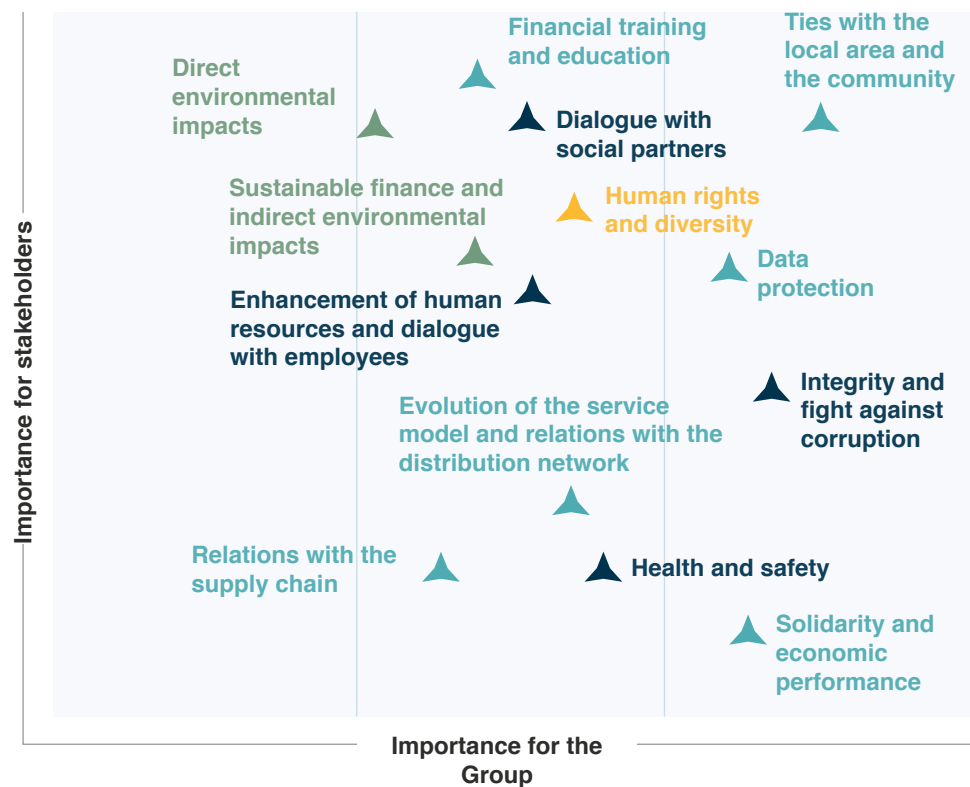 Financial training
and education
Ties with the
local area and
the community
Direct
environmental
impacts
Dialogue with
social partners
Sustainable finance and
indirect environmental
impacts
Human rights
and diversity
Data
protection
Enhancement of human
resources and dialogue
with employees
Integrity and
fight against
corruption
Evolution of the service
model and relations with the
distribution network
Relations with the
supply chain
Health and safety
Solidarity and
economic
performance
Importance for stakeholders
Importance for the
Group